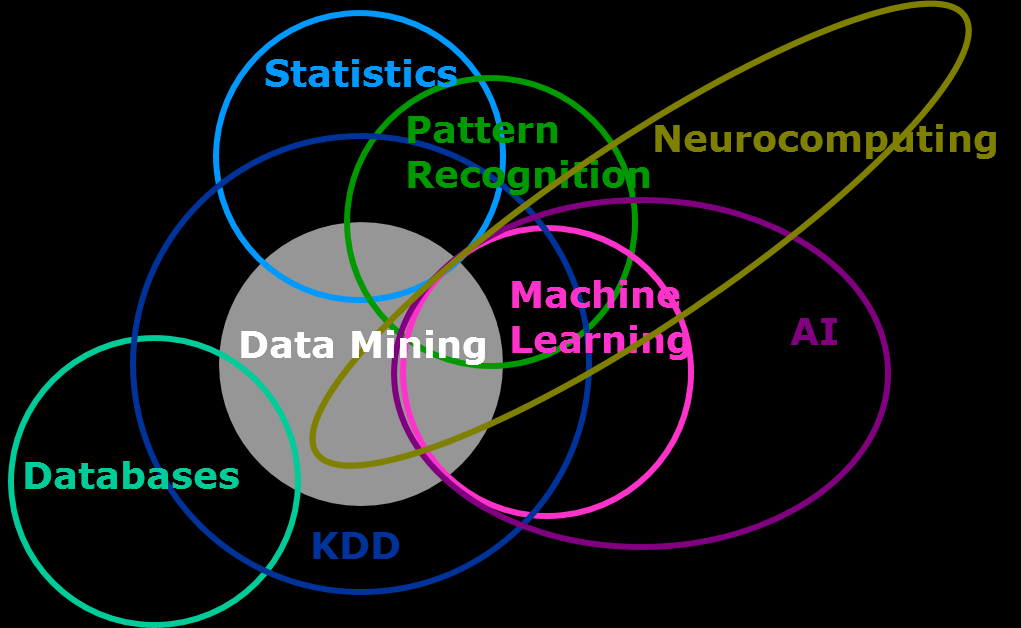 Statistics
Pattern
Recognition
Neurocomputing
Machine
Learning
AI
Data Mining
Databases
KDD